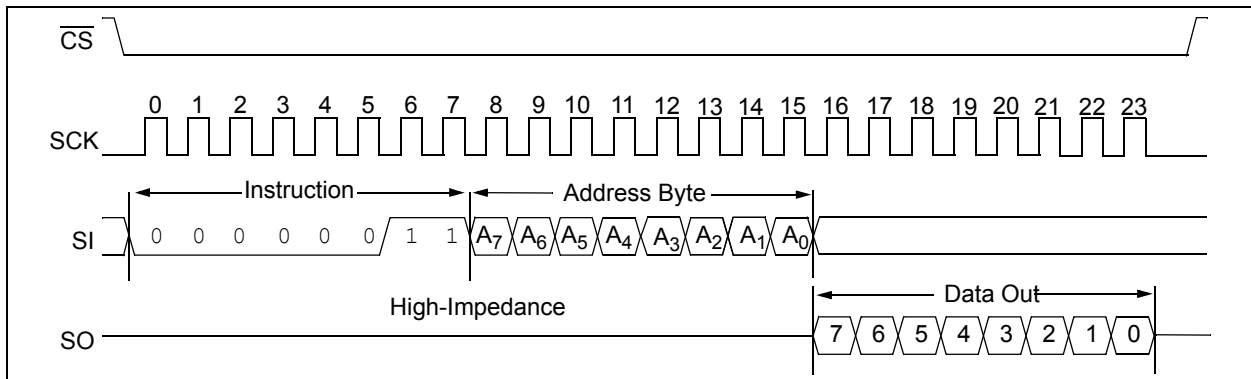 CS
0 1 2 3 4 5 6 7 8 9 10 11 12 13 14 15 16 17 18 19 20 21 22 23
SCK
Instruction Address Byte
SI 0 0 0 0 0 0 1 1 A7 A6 A5 A4 A3 A2 A1 A0
High-Impedance Data Out
SO 7 6 5 4 3 2 1 0